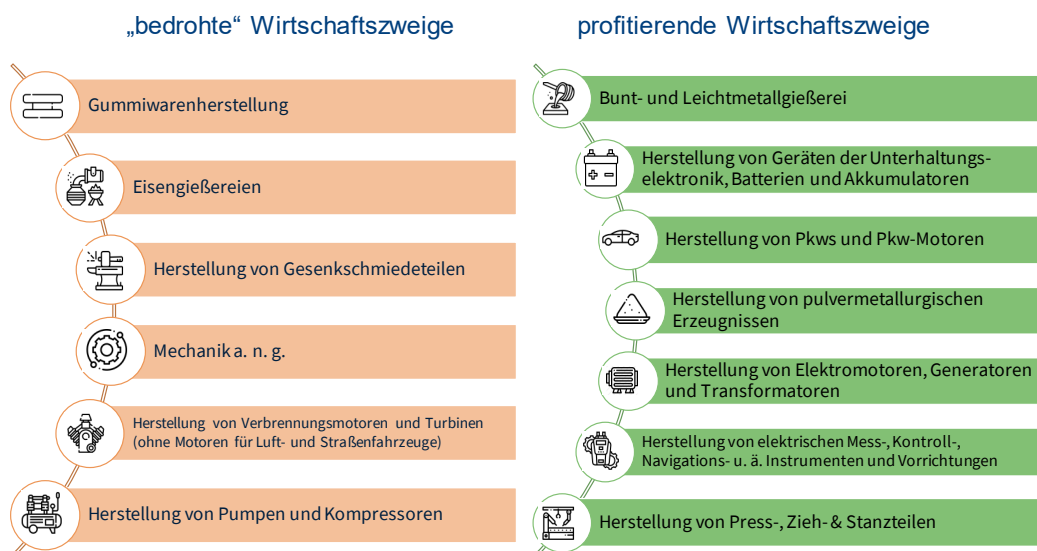 „bedrohte“ Wirtschaftszweige
Gummiwarenherstellung
Eisengießereien
Herstellung von Gesenkschmiedeteilen
Mechanik a. n. g.
Herstellung von Verbrennungsmotoren und Turbinen
(ohne Motoren für Luft- und Straßenfahrzeuge)
Herstellung von Pumpen und Kompressoren
profitierende Wirtschaftszweige
Bunt- und Leichtmetallgießerei
Herstellung von Geräten der Unterhaltungs-
elektronik, Batterien und Akkumulatoren
Herstellung von Pkws und Pkw-Motoren
Herstellung von pulvermetallurgischen
Erzeugnissen
Herstellung von Elektromotoren, Generatoren
und Transformatoren
Herstellung von elektrischen Mess-, Kontroll-,
Navigations- u. ä. Instrumenten und Vorrichtungen
Herstellung von Press-, Zieh- & Stanzteilen